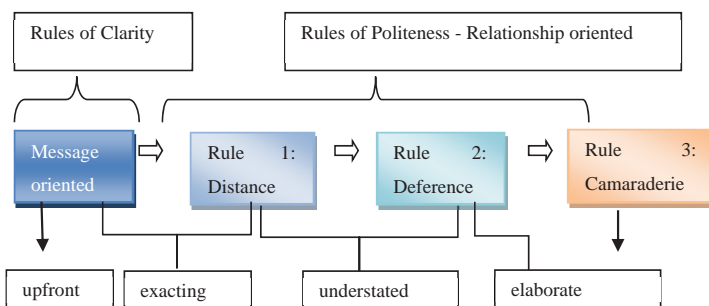 Rules of Clarity
Rules of Politeness - Relationship oriented
Message
oriented
Rule 1:
Distance
Rule 2:
Deference
Rule 3:
Camaraderie
upfront
exacting
understated
elaborate